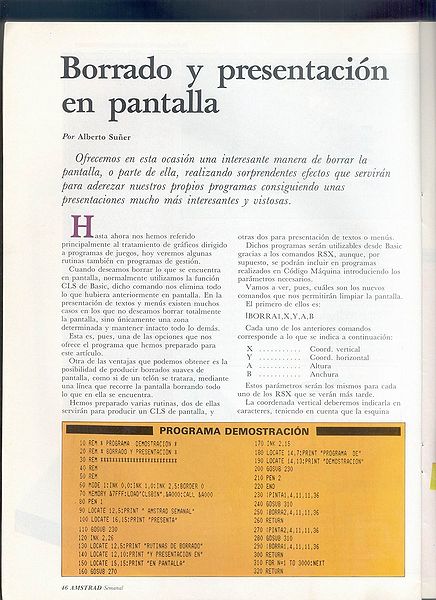 Borrado y presentación
en pantalla
Por Alberto Suñer
Ofrecemos en esta ocasión una interesante manera de borrar la
pantalla, o parte de ella, realizando sorprendentes efectos que servirán
para aderezar nuestros propios programas consiguiendo unas
presentaciones mucho más interesantes y vistosas.
Hasta ahora nos hemos referido
principalmente al tratamiento de gráficos dirigido
a programas de juegos, hoy veremos algunas
rutinas también en programas de gestión.
Cuando deseamos borrar lo que se encuentra
en pantalla, normalmente utilizamos la función
CLS de Basic, dicho comando nos elimina todo
lo que hubiera anteriormente en pantalla. En la
presentación de textos y menús existen muchos
casos en los que no deseamos borrar totalmente
la pantalla, sino únicamente una zona
determinada y mantener intacto todo lo demás.
Esta es, pues, una de las opciones que nos
ofrece el programa que hemos preparado para
este artículo.
Otra de las ventajas que podemos obtener es la
posibilidad de producir borrados suaves de
pantalla, como si de un telón se tratara, mediante
una línea que recorre la pantalla borrando todo
lo que en ella se encuentra.
Hemos preparado varias rutinas, dos de ellas
servirán para producir un CLS de pantalla, y
otras dos para presentación de textos o menús.
Dichos programas serán utilizables desde Basic
gracias a los comandos RSX, aunque, por
supuesto, se podrán incluir en programas
realizados en Código Máquina introduciendo los
parámetros necesarios.
Vamos a ver, pues, cuáles son los nuevos
comandos que nos permitirán limpiar la pantalla.
El primero de ellos es:
|BORRA1,X,Y,A,B
Cada uno de los anteriores comandos
corresponde a lo que se indica a continuación:
X ........... Coord. vertical
Y ........... Coord. horizontal
A ........... Altura
B ........... Anchura
Estos parámetros serán los mismos para cada
uno de los RSX que se verán más tarde.
La coordenada vertical deberemos indicarla en
caracteres, teniendo en cuenta que la esquina
PROGRAMA DEMOSTRACIÓN
10 REM * PROGRAMA DEMOSTRACION *
20 REM * BORRADO Y PRESENTACION *
30 REM
40 REM
50 REM
60 MODE 1:INK 0,0:INK 1,0:INK 2,5:BORDER 0
70 MEMORY &7FFF:LOAD"CLSBIN",&A000:CALL &A000
80 PEN 1
90 LOCATE 12,5:PRINT " AMSTRAD SEMANAL"
100 LOCATE 16,15:PRINT "PRESENTA"
110 GOSUB 230
120 INK 2,26
130 LOCATE 12,5:PRINT "RUTINAS DE BORRADO"
140 LOCATE 12,10:PRINT "Y PRESENTACION EN"
150 LOCATE 15,15:PRINT "EN PANTALLA"
160 GOSUB 270
170 INK 2,15
180 LOCATE 14,7:PRINT "PROGRAMA DE"
190 LOCATE 14,13:PRINT "DEMOSTRACION"
200 GOSUB 230
210 PEN 2
220 END
230 |PINTA1,4,11,11,36
240 GOSUB 310
250 |BORRA2,4,11,11,36
260 RETURN
270 |PINTA2,4,11,11,36
280 GOSUB 310
290 |BORRA1,4,11,11,36
300 RETURN
310 FOR N=1 TO 3000:NEXT
320 RETURN
46 AMSTRAD Semanal